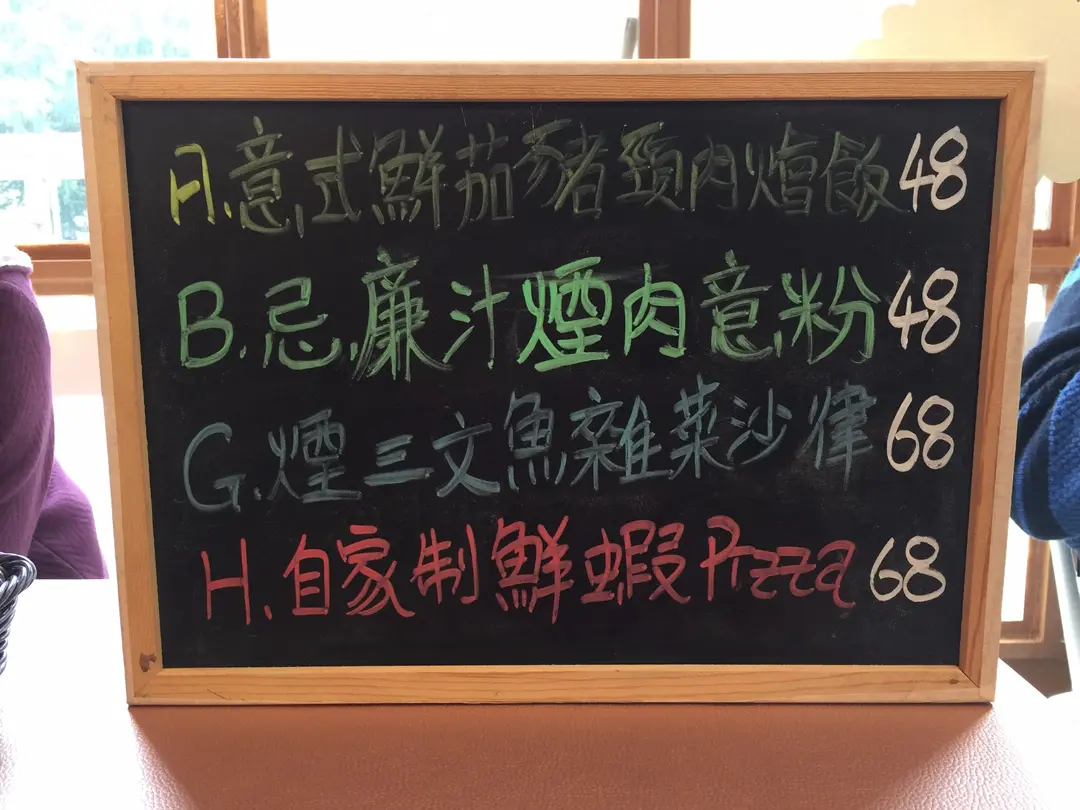 A.意式鮮茄豬頸肉焗飯 48
B.忌廉汁煙肉意粉 48
G.煙三文魚雜菜沙律 68
H.自家制鮮蝦Pizza 68